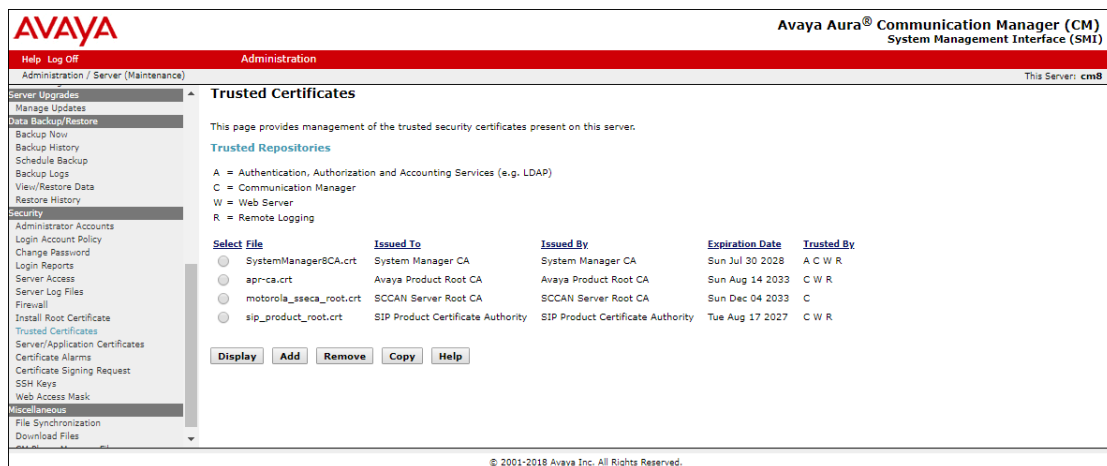 AVAYA
Avaya Aura® Communication Manager (CM)
System Management Interface (SMI)
Help Log Off Administration
Administration / Server (Maintenance) This Server: cm8
Server Upgrades
Manage Updates
Data Backup/Restore
Backup Now
Backup History
Schedule Backup
Backup Logs
View/Restore Data
Restore History
Security
Administrator Accounts
Login Account Policy
Change Password
Login Reports
Server Access
Server Log Files
Firewall
Install Root Certificate
Trusted Certificates
Server/Application Certificates
Certificate Alarms
Certificate Signing Request
SSH Keys
Web Access Mask
Miscellaneous
File Synchronization
Download Files
Trusted Certificates
This page provides management of the trusted security certificates present on this server.
Trusted Repositories
A = Authentication, Authorization and Accounting Services (e.g. LDAP)
C = Communication Manager
W = Web Server
R = Remote Logging
Select File Issued To Issued By Expiration Date Trusted By
SystemManager8CA.crt System Manager CA System Manager CA Sun Jul 30 2028 A C W R
apr-ca.crt Avaya Product Root CA Avaya Product Root CA Sun Aug 14 2033 C W R
motorola_sseca_root.crt SCCAN Server Root CA SCCAN Server Root CA Sun Dec 04 2033 C
sip_product_root.crt SIP Product Certificate Authority SIP Product Certificate Authority Tue Aug 17 2027 C W R
Display Add Remove Copy Help
© 2001-2018 Avaya Inc. All Rights Reserved.